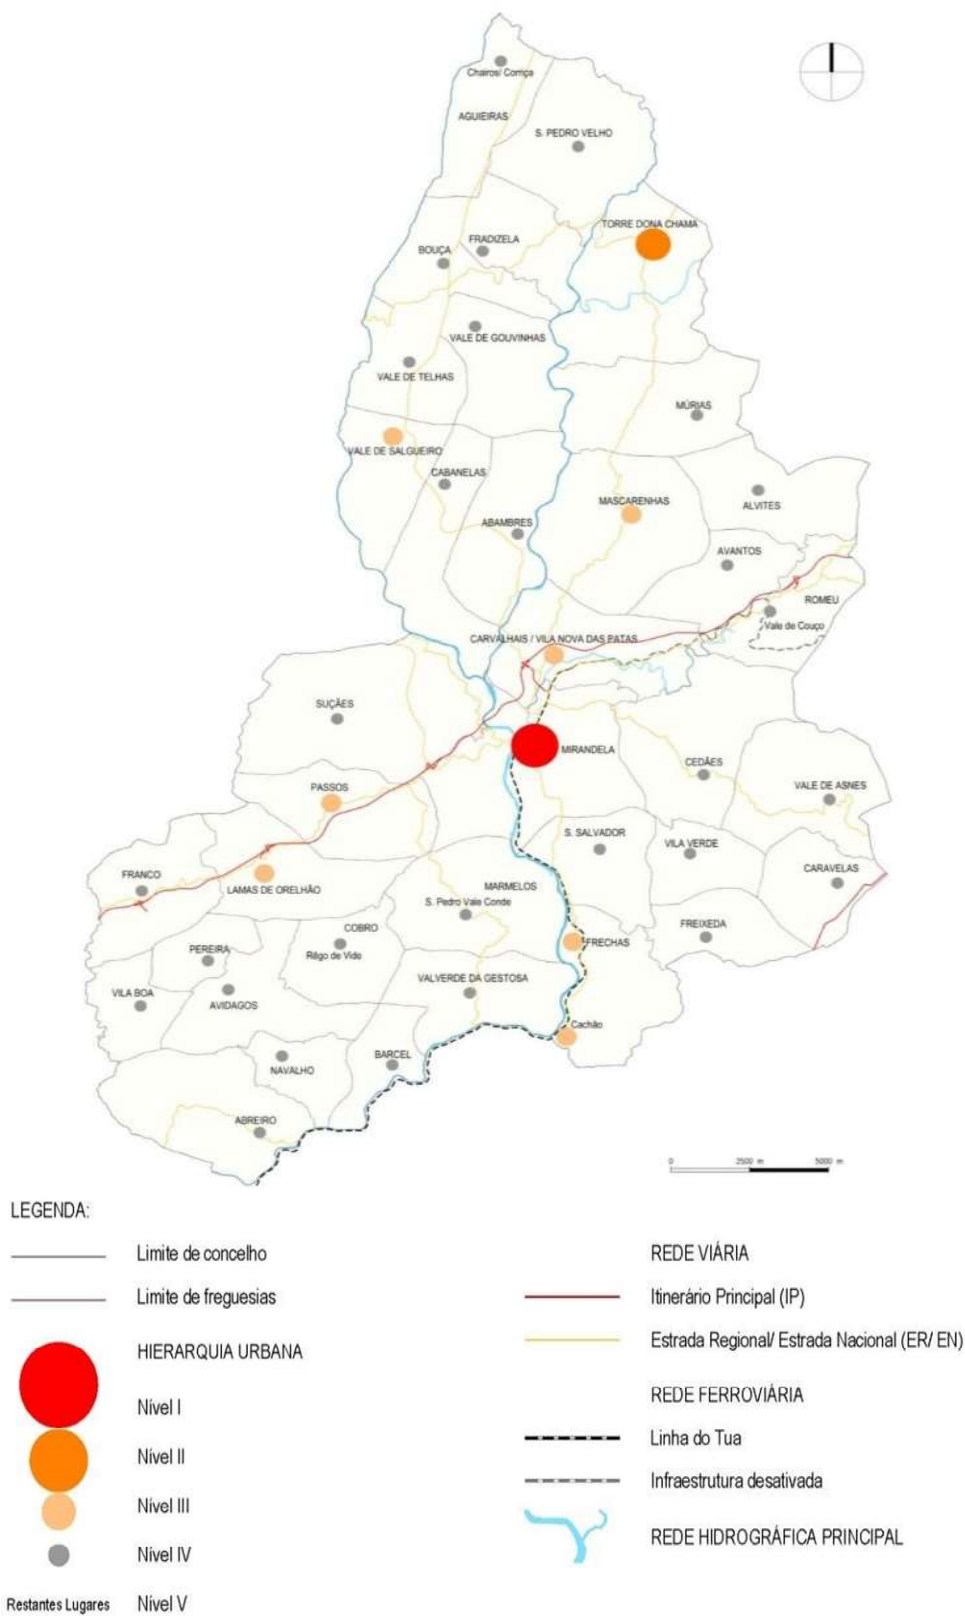 Chairos/ Corriça
AGUIEIRAS
S. PEDRO VELHO
TORRE DONA CHAMA
FRADIZELA
BOUÇA
VALE DE GOUVINHAS
VALE DE TELHAS
MÚRIAS
VALE DE SALGUEIRO
CABANELAS
MASCARENHAS
ALVITES
ABAMBRES
AVANTOS
ROMEU
Vale de Couço
CARVALHAIS / VILA NOVA DAS PATAS
SUÇÃES
MIRANDELA
CEDÃES
PASSOS
VALE DE ASNES
S. SALVADOR
VILA VERDE
FRANCO
CARAVELAS
LAMAS DE ORELHÃO
MARMELOS
S. Pedro Vale Conde
FREIXEDA
COBRO
FRECHAS
PEREIRA
Rêgo de Vide
VALVERDE DA GESTOSA
VILA BOA
AVIDAGOS
Cachão
BARCEL
NAVALHO
ABREIRO
0 2500 m 5000 m
LEGENDA:
Limite de concelho
Limite de freguesias
HIERARQUIA URBANA
Nível I
Nível II
Nível III
Nível IV
Restantes Lugares Nível V
REDE VIÁRIA
Itinerário Principal (IP)
Estrada Regional/ Estrada Nacional (ER/ EN)
REDE FERROVIÁRIA
Linha do Tua
Infraestrutura desativada
REDE HIDROGRÁFICA PRINCIPAL